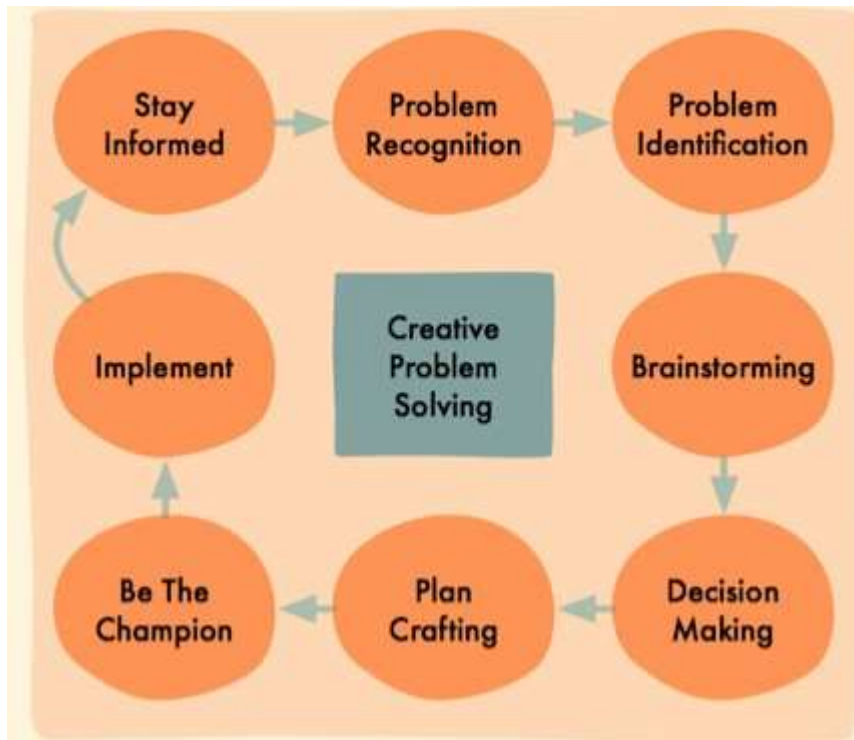 Stay
Informed
Problem
Recognition
Problem
Identification
Brainstorming
Decision
Making
Plan
Crafting
Be The
Champion
Implement
Creative
Problem
Solving